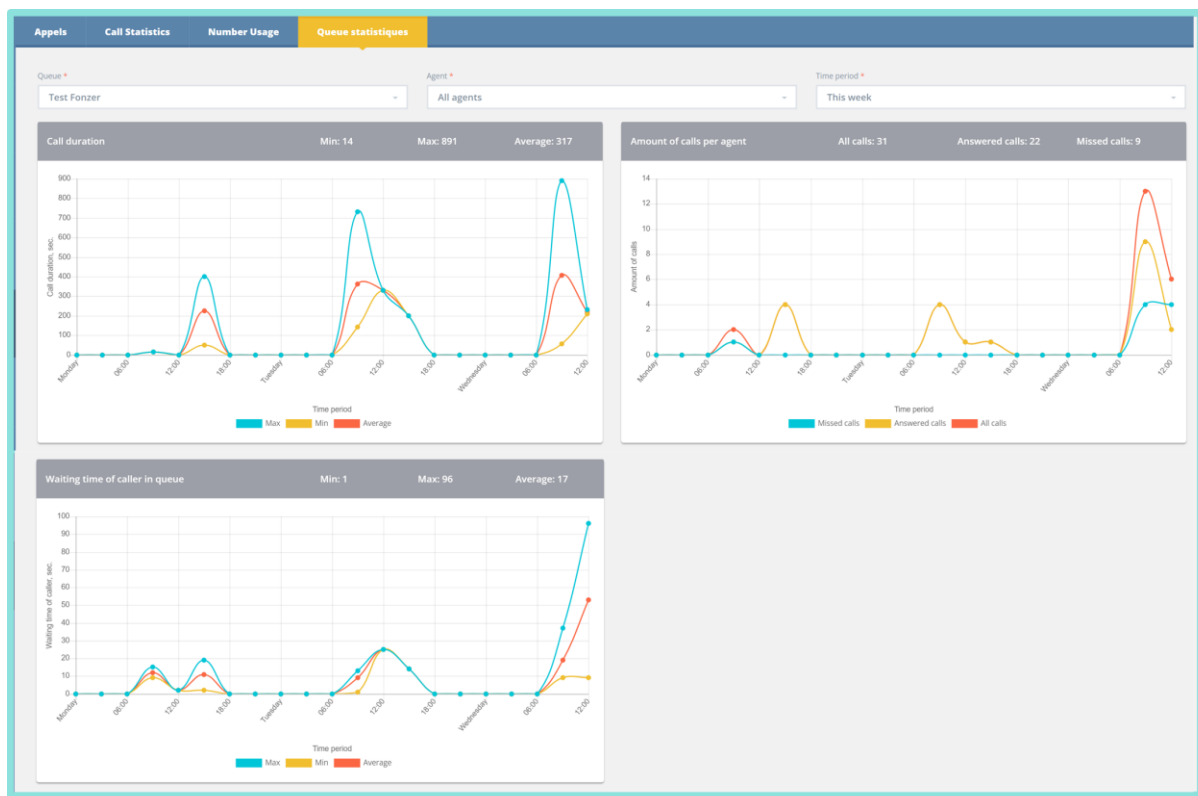 Appels Call Statistics Number Usage Queue statistiques
Queue * Agent * Time period *
Test Fonzer All agents This week
Call duration Min: 14 Max: 891 Average: 317
900
800
700
600
500
400
300
200
100
0
Call duration, sec.
Monday 06:00 12:00 18:00 Tuesday 06:00 12:00 18:00 Wednesday 06:00 12:00
Time period
Max Min Average
Amount of calls per agent All calls: 31 Answered calls: 22 Missed calls: 9
14
12
10
8
6
4
2
0
Amount of calls
Monday 06:00 12:00 18:00 Tuesday 06:00 12:00 18:00 Wednesday 06:00 12:00
Time period
Missed calls Answered calls All calls
Waiting time of caller in queue Min: 1 Max: 96 Average: 17
100
90
80
70
60
50
40
30
20
10
0
Waiting time of caller, sec.
Monday 06:00 12:00 18:00 Tuesday 06:00 12:00 18:00 Wednesday 06:00 12:00
Time period
Max Min Average